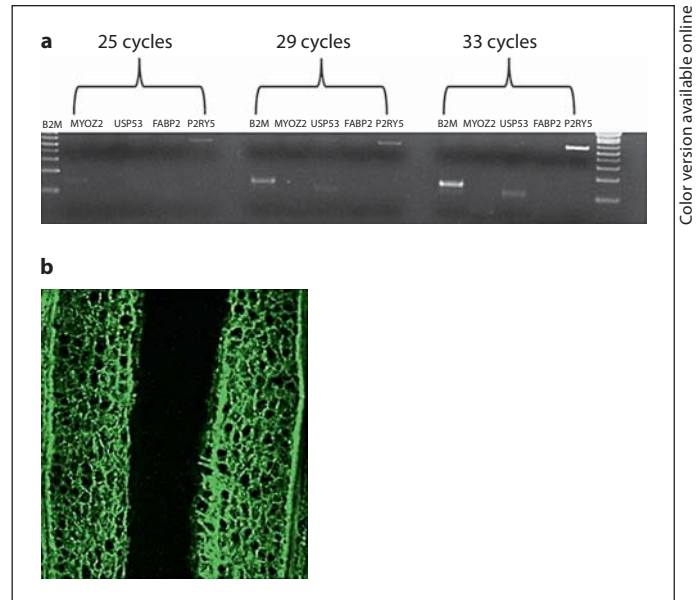 a
25 cycles 29 cycles 33 cycles
B2M MYOZ2 USP53 FABP2 P2RY5 B2M MYOZ2 USP53 FABP2 P2RY5 B2M MYOZ2 USP53 FABP2 P2RY5
b
Color version available online